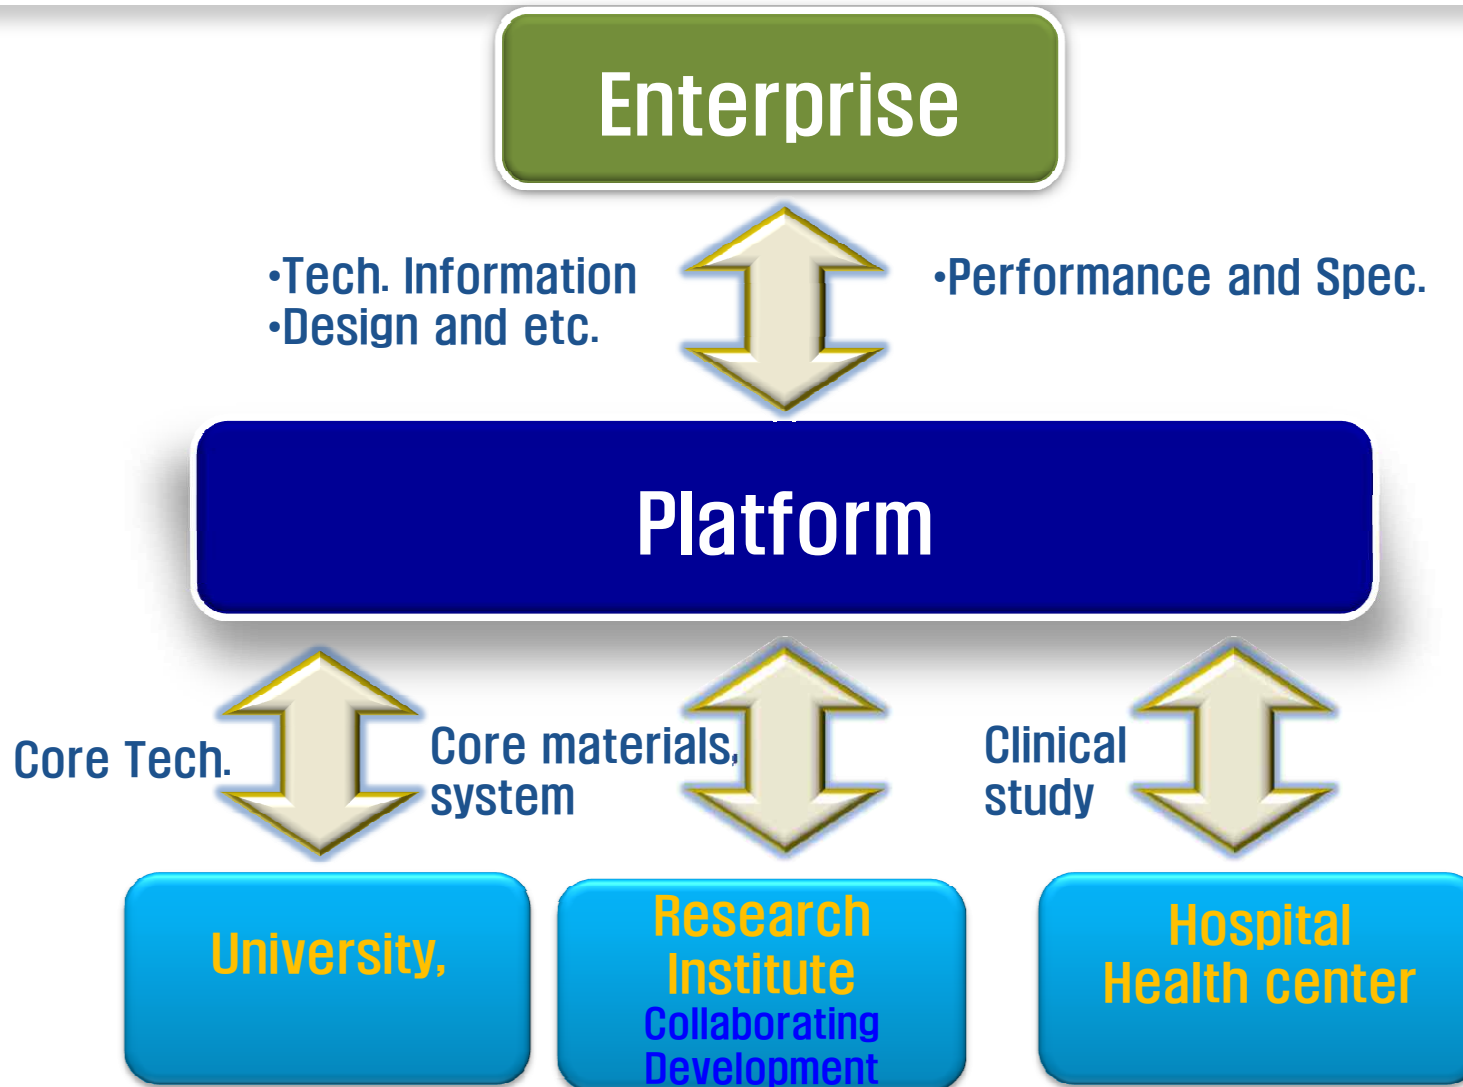 Enterprise
•Tech. Information
•Design and etc.
•Performance and Spec.
Platform
Core Tech.
Core materials,
system
Clinical
study
University,
Research
Institute
Collaborating
Development
Hospital
Health center